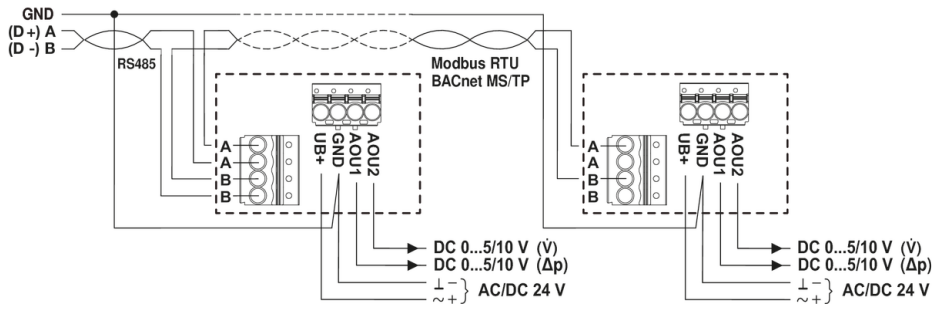 GND
(D+) A
(D -) B
RS485
Modbus RTU
BACnet MS/TP
A
A
B
B
UB+
GND
AOU1
AOU2
A
A
B
B
UB+
GND
AOU1
AOU2
DC 0...5/10 V (V̇)
DC 0...5/10 V (Δp)
⊥ −
~ +
} AC/DC 24 V
DC 0...5/10 V (V̇)
DC 0...5/10 V (Δp)
⊥ −
~ +
} AC/DC 24 V